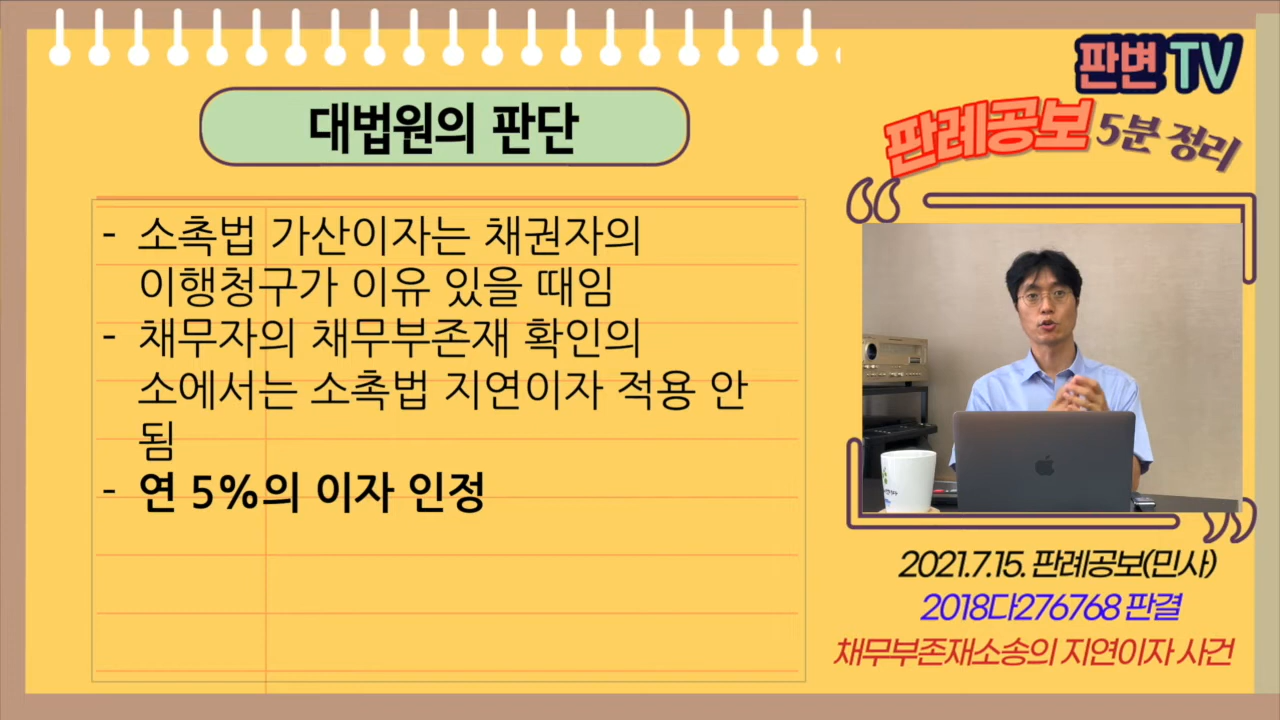 판변 TV
판례공보 5분 정리
대법원의 판단
- 소촉법 가산이자는 채권자의
이행청구가 이유 있을 때임
- 채무자의 채무부존재 확인의
소에서는 소촉법 지연이자 적용 안
됨
- 연 5%의 이자 인정
2021.7.15. 판례공보(민사)
2018다276768 판결
채무부존재소송의 지연이자 사건